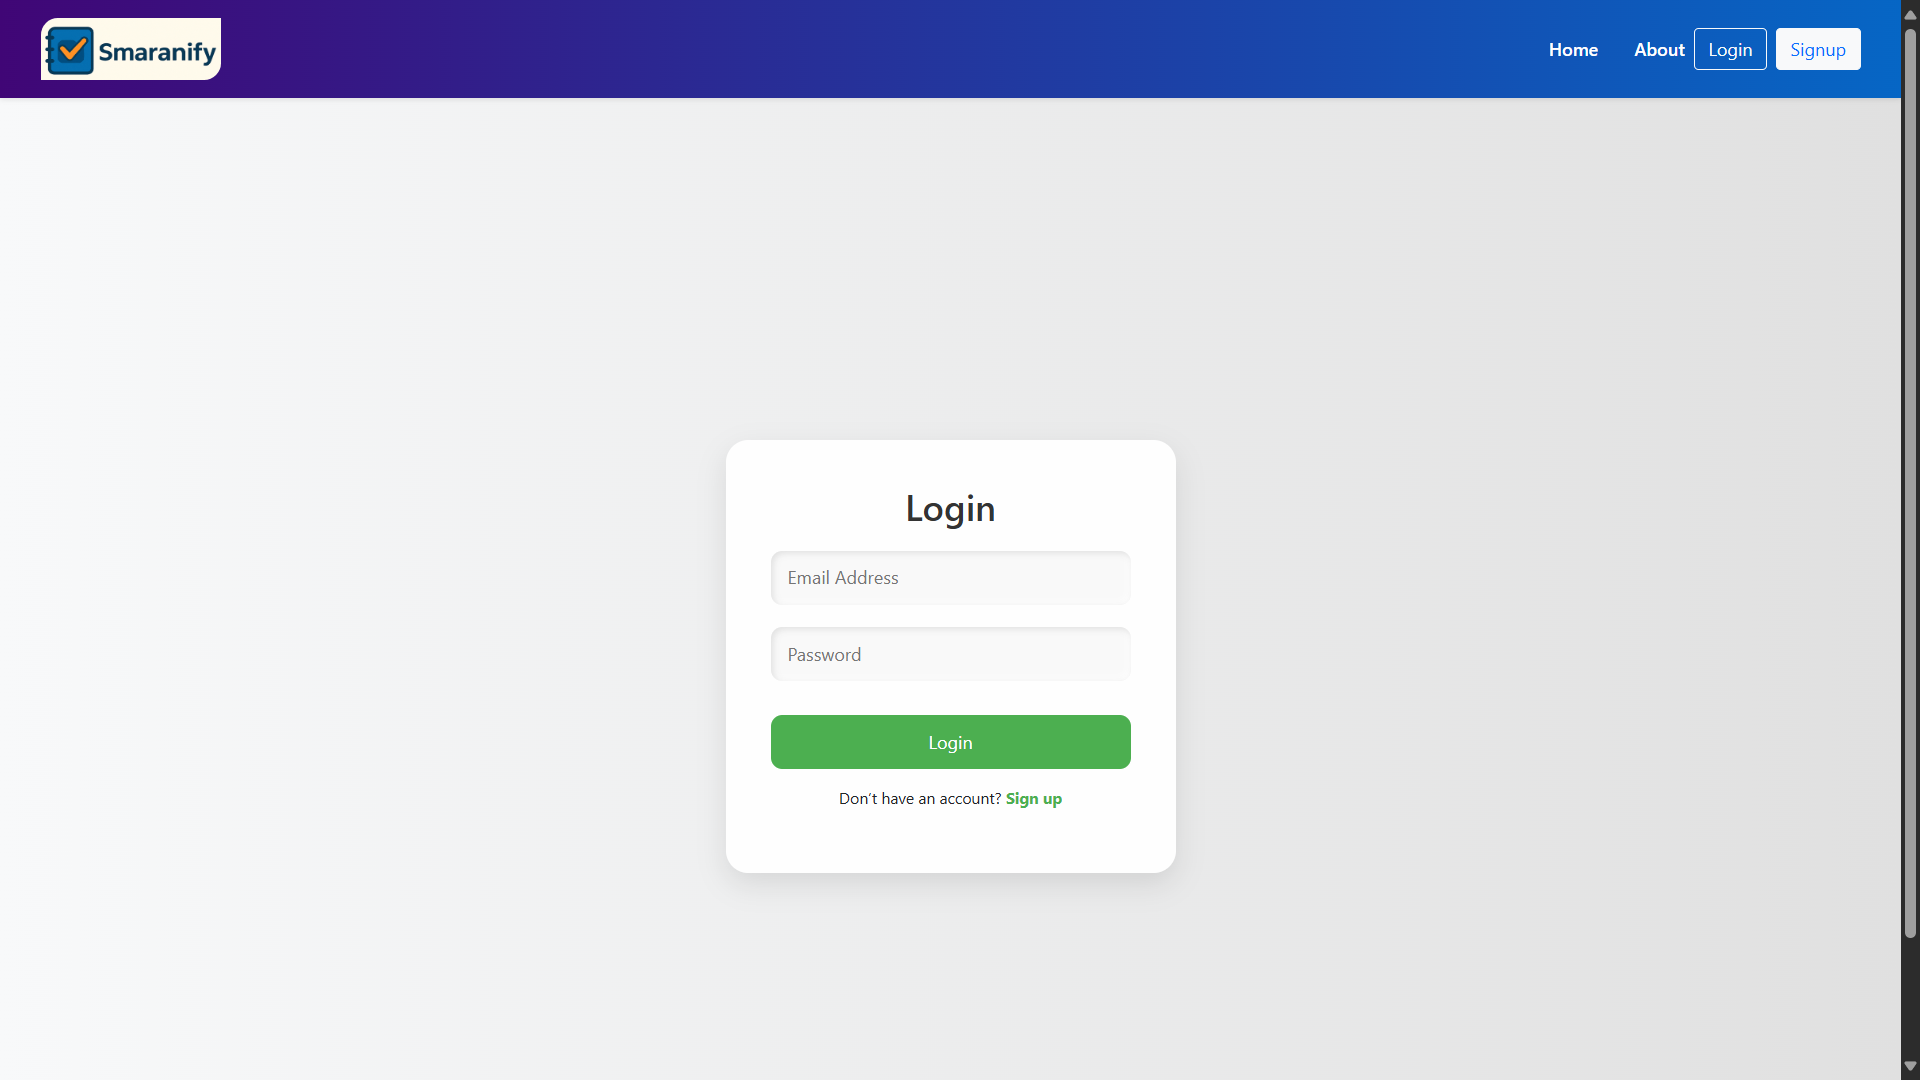 Smaranify
Home About Login Signup
Login
Email Address
Password
Login
Don't have an account? Sign up